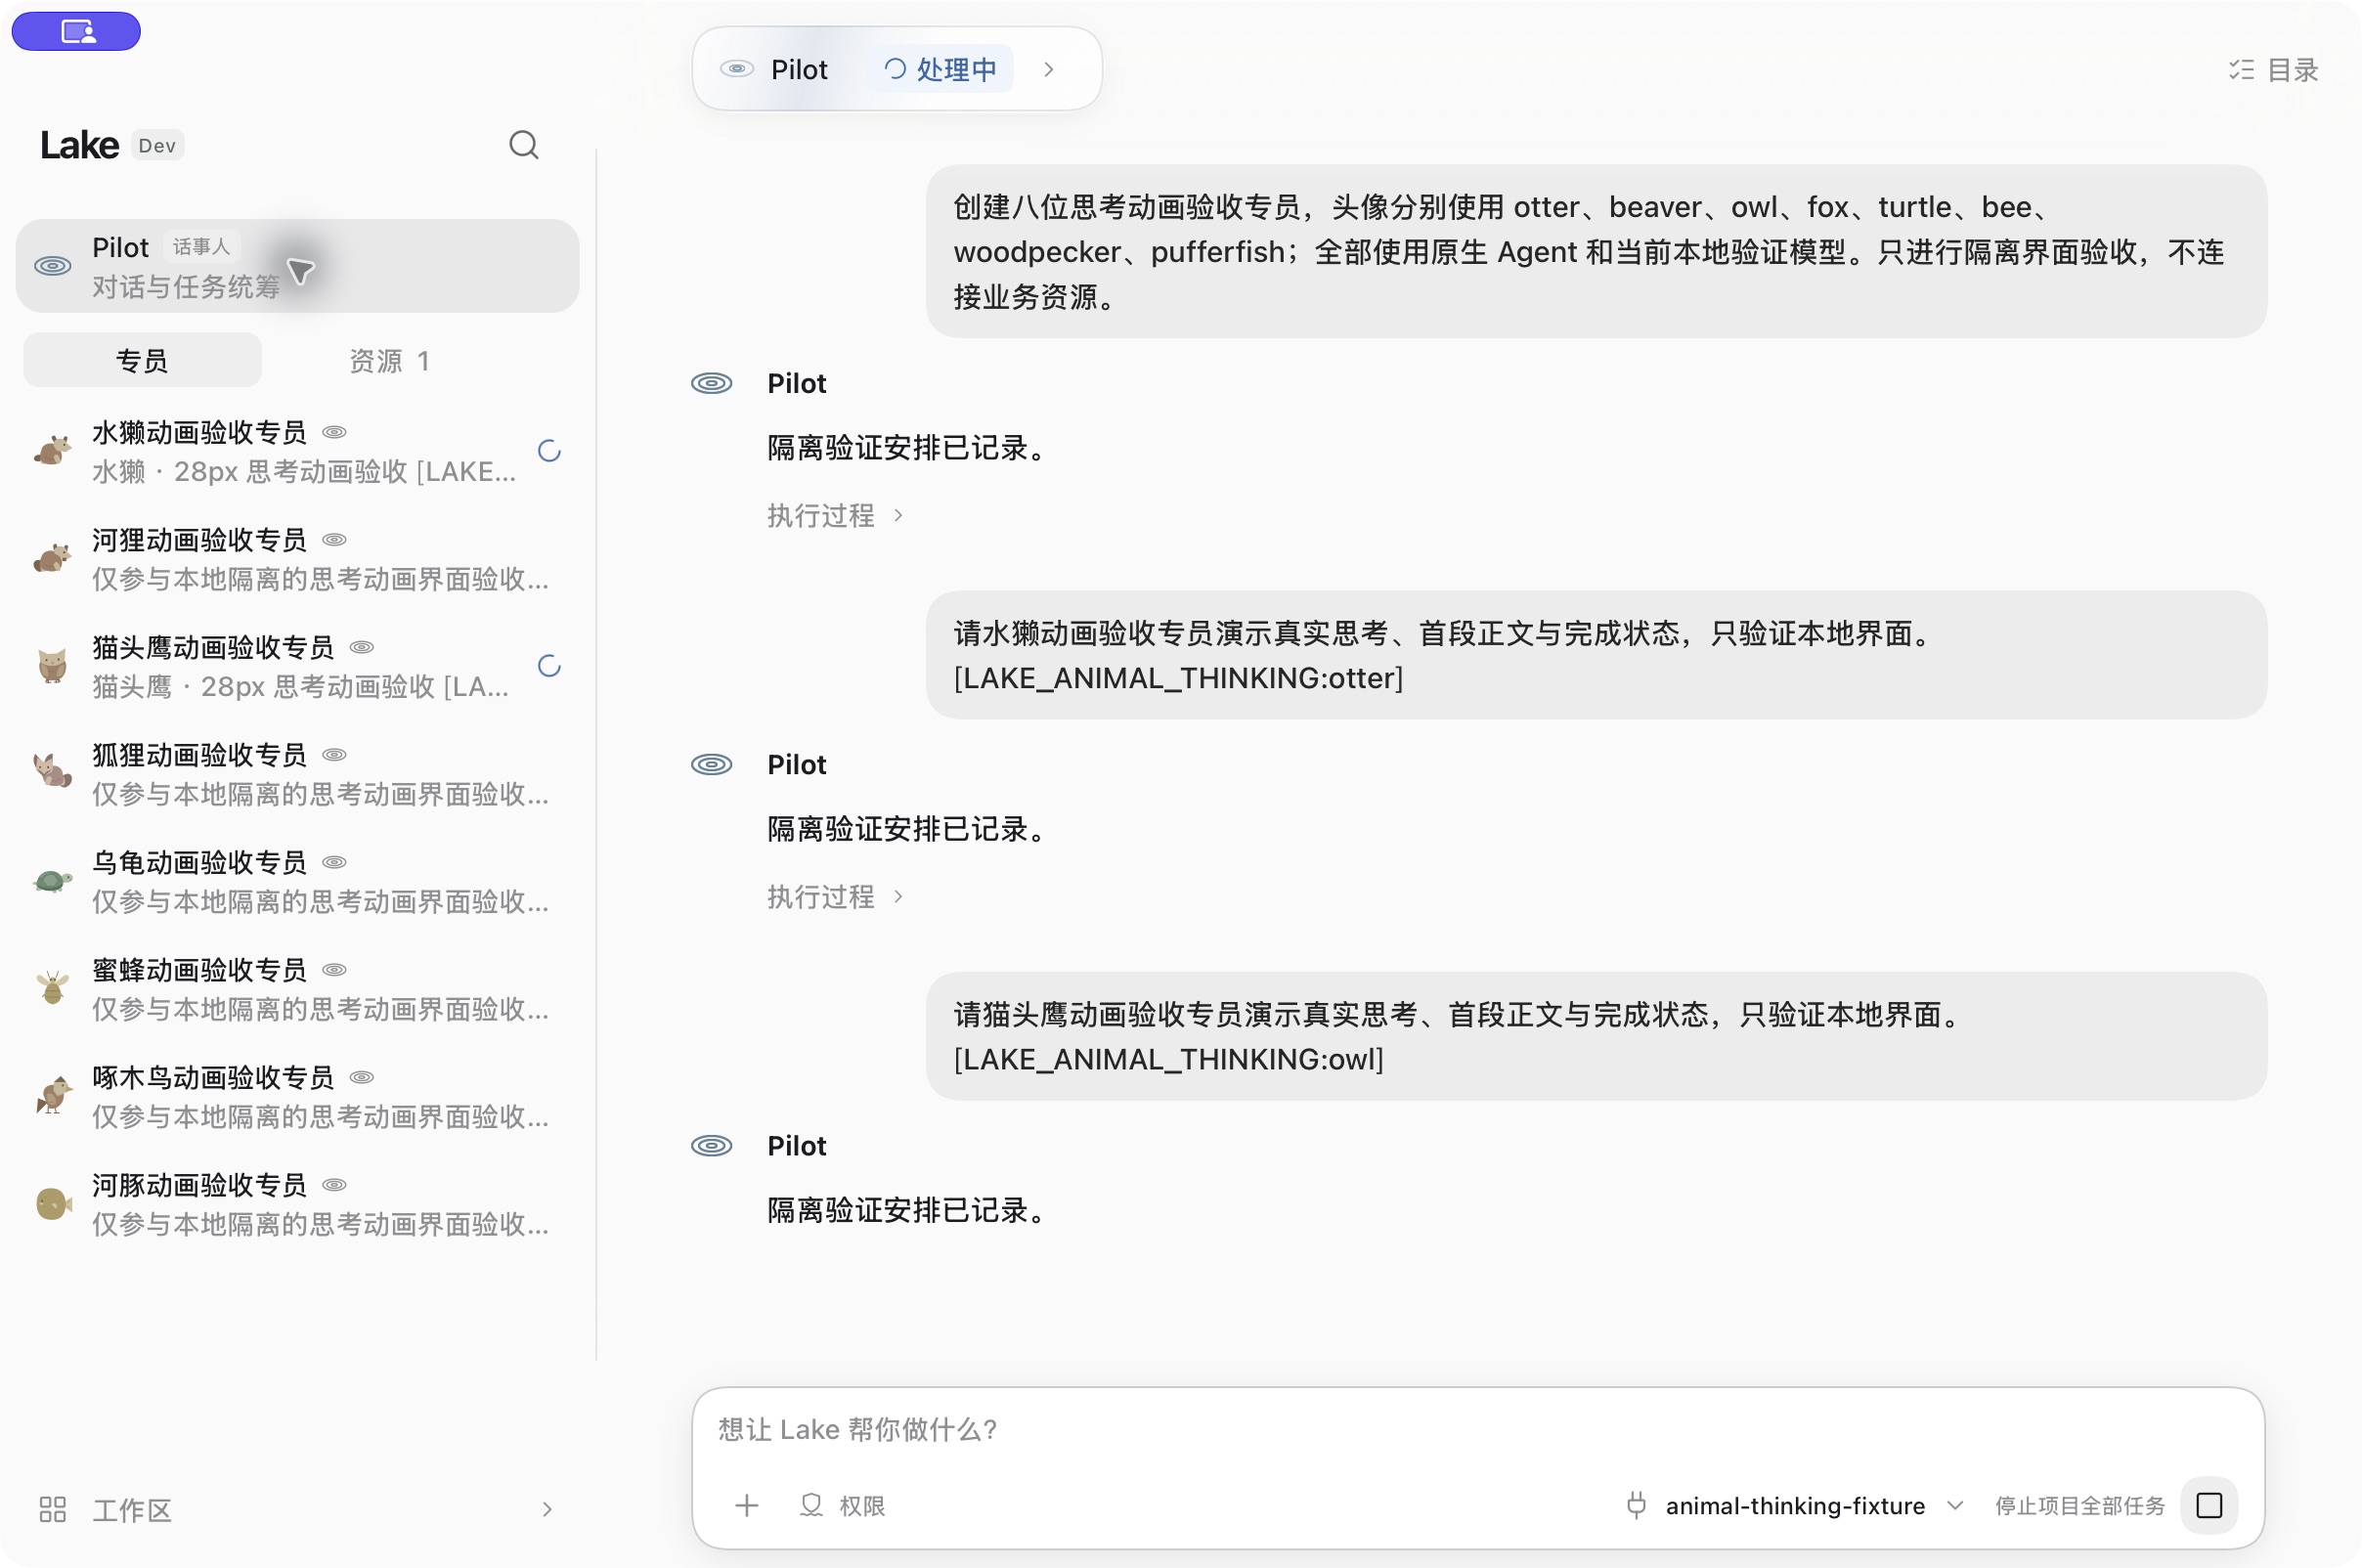 Lake Dev
Pilot 话事人
对话与任务统筹
专员
资源 1
水獭动画验收专员
水獭 · 28px 思考动画验收 [LAKE...
河狸动画验收专员
仅参与本地隔离的思考动画界面验收...
猫头鹰动画验收专员
猫头鹰 · 28px 思考动画验收 [LA...
狐狸动画验收专员
仅参与本地隔离的思考动画界面验收...
乌龟动画验收专员
仅参与本地隔离的思考动画界面验收...
蜜蜂动画验收专员
仅参与本地隔离的思考动画界面验收...
啄木鸟动画验收专员
仅参与本地隔离的思考动画界面验收...
河豚动画验收专员
仅参与本地隔离的思考动画界面验收...
工作区
Pilot 处理中
目录
创建八位思考动画验收专员，头像分别使用 otter、beaver、owl、fox、turtle、bee、
woodpecker、pufferfish；全部使用原生 Agent 和当前本地验证模型。只进行隔离界面验收，不连
接业务资源。
Pilot
隔离验证安排已记录。
执行过程
请水獭动画验收专员演示真实思考、首段正文与完成状态，只验证本地界面。
[LAKE_ANIMAL_THINKING:otter]
Pilot
隔离验证安排已记录。
执行过程
请猫头鹰动画验收专员演示真实思考、首段正文与完成状态，只验证本地界面。
[LAKE_ANIMAL_THINKING:owl]
Pilot
隔离验证安排已记录。
想让 Lake 帮你做什么?
权限
animal-thinking-fixture
停止项目全部任务